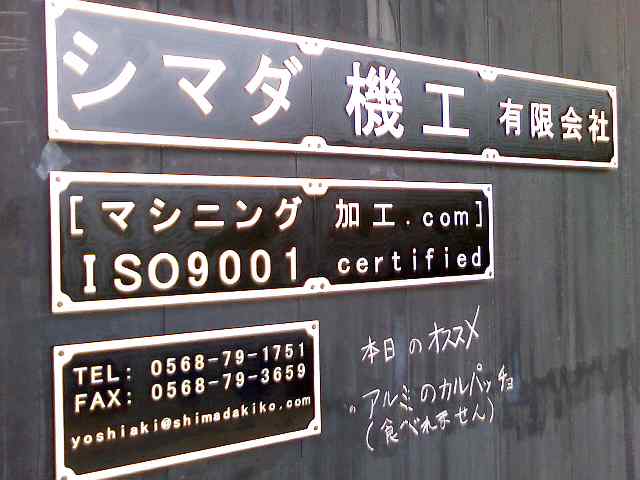 シマダ 機工 有限会社
[マシニング 加工.com]
ISO9001 certified
TEL: 0568-79-1751
FAX: 0568-79-3659
yoshiaki@shimadakiko.com
本日のオススメ
"アルミのカルパッチョ
(食べれません)